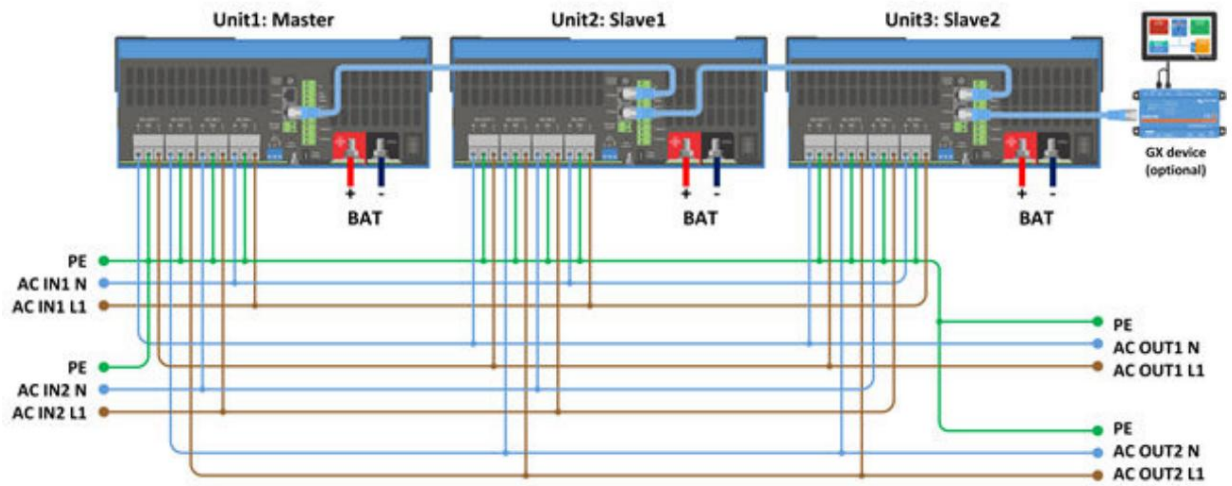 Unit1: Master
Unit2: Slave1
Unit3: Slave2
GX device
(optional)
+ -
BAT
+ -
BAT
+ -
BAT
PE
AC IN1 N
AC IN1 L1
PE
AC IN2 N
AC IN2 L1
PE
AC OUT1 N
AC OUT1 L1
PE
AC OUT2 N
AC OUT2 L1